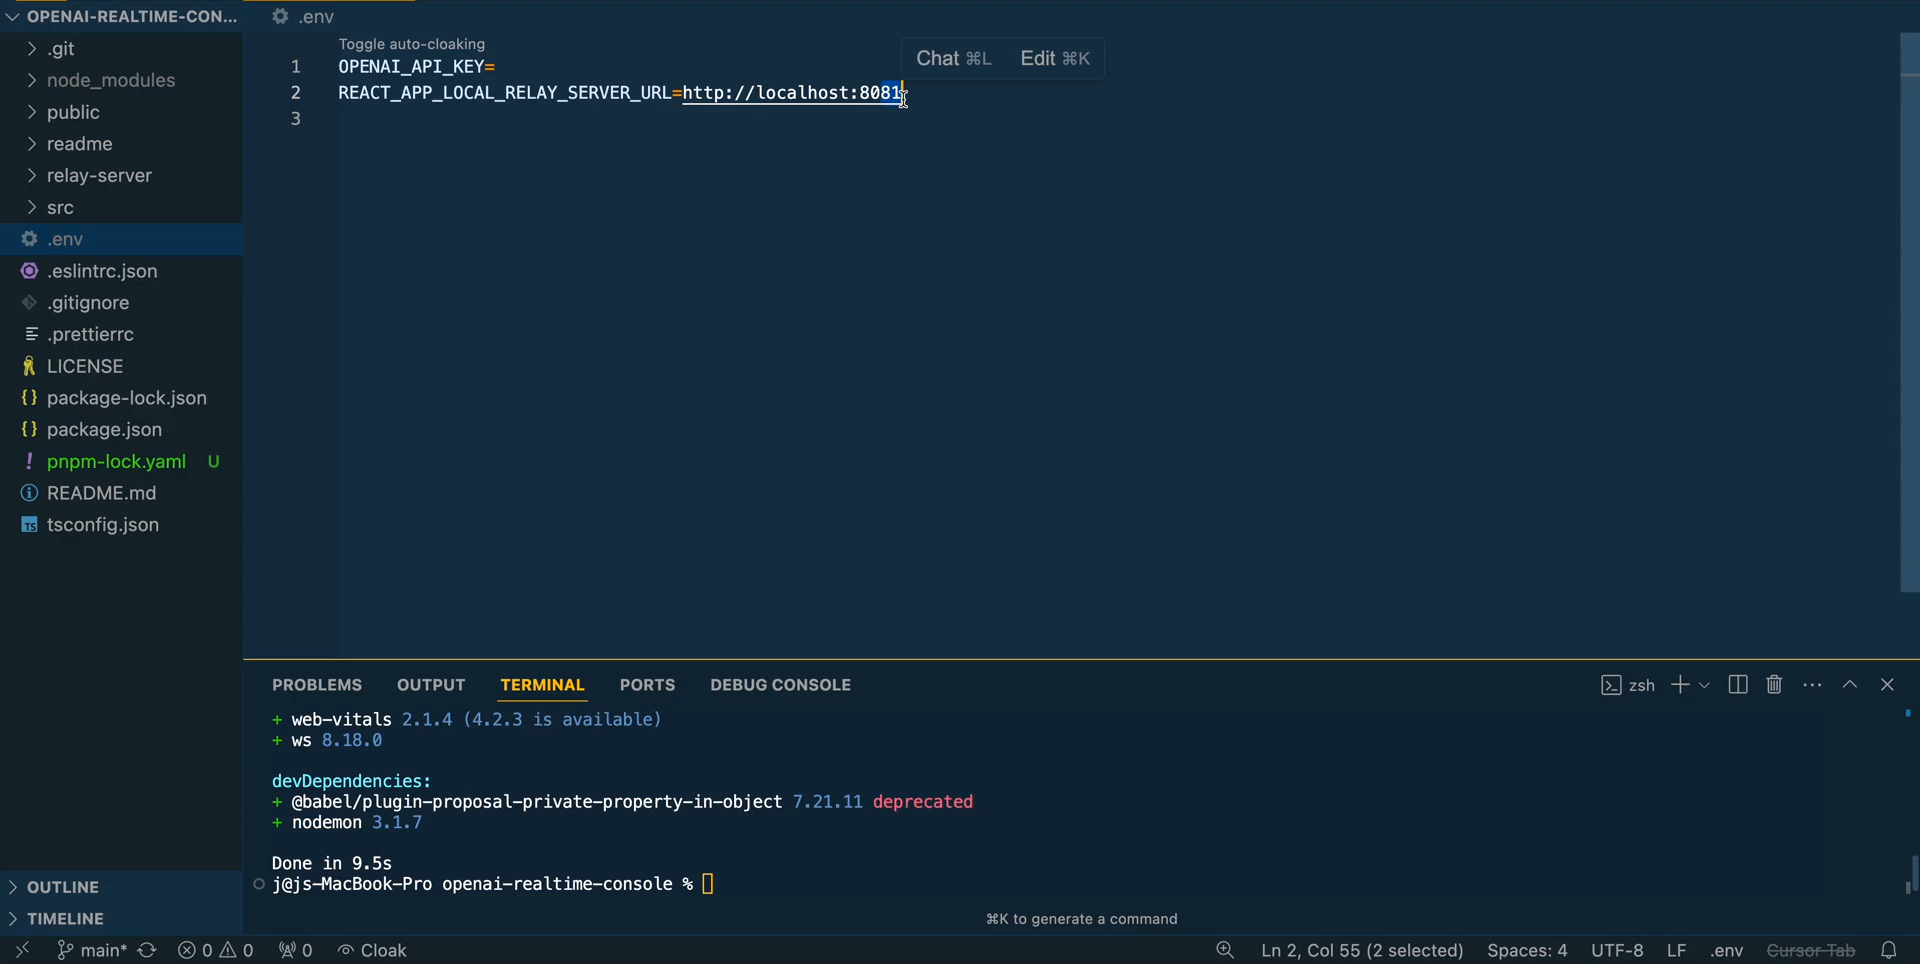 OPENAI-REALTIME-CON...
.git
node_modules
public
readme
relay-server
src
.env
.eslintrc.json
.gitignore
.prettierrc
LICENSE
package-lock.json
package.json
pnpm-lock.yaml U
README.md
tsconfig.json
OUTLINE
TIMELINE
.env
Toggle auto-cloaking
Chat ⌘L Edit ⌘K
1 OPENAI_API_KEY=
2 REACT_APP_LOCAL_RELAY_SERVER_URL=http://localhost:8081
3
PROBLEMS OUTPUT TERMINAL PORTS DEBUG CONSOLE zsh
+ web-vitals 2.1.4 (4.2.3 is available)
+ ws 8.18.0
devDependencies:
+ @babel/plugin-proposal-private-property-in-object 7.21.11 deprecated
+ nodemon 3.1.7
Done in 9.5s
j@js-MacBook-Pro openai-realtime-console %
⌘K to generate a command
main* 0 0 0 Cloak Ln 2, Col 55 (2 selected) Spaces: 4 UTF-8 LF .env Cursor Tab